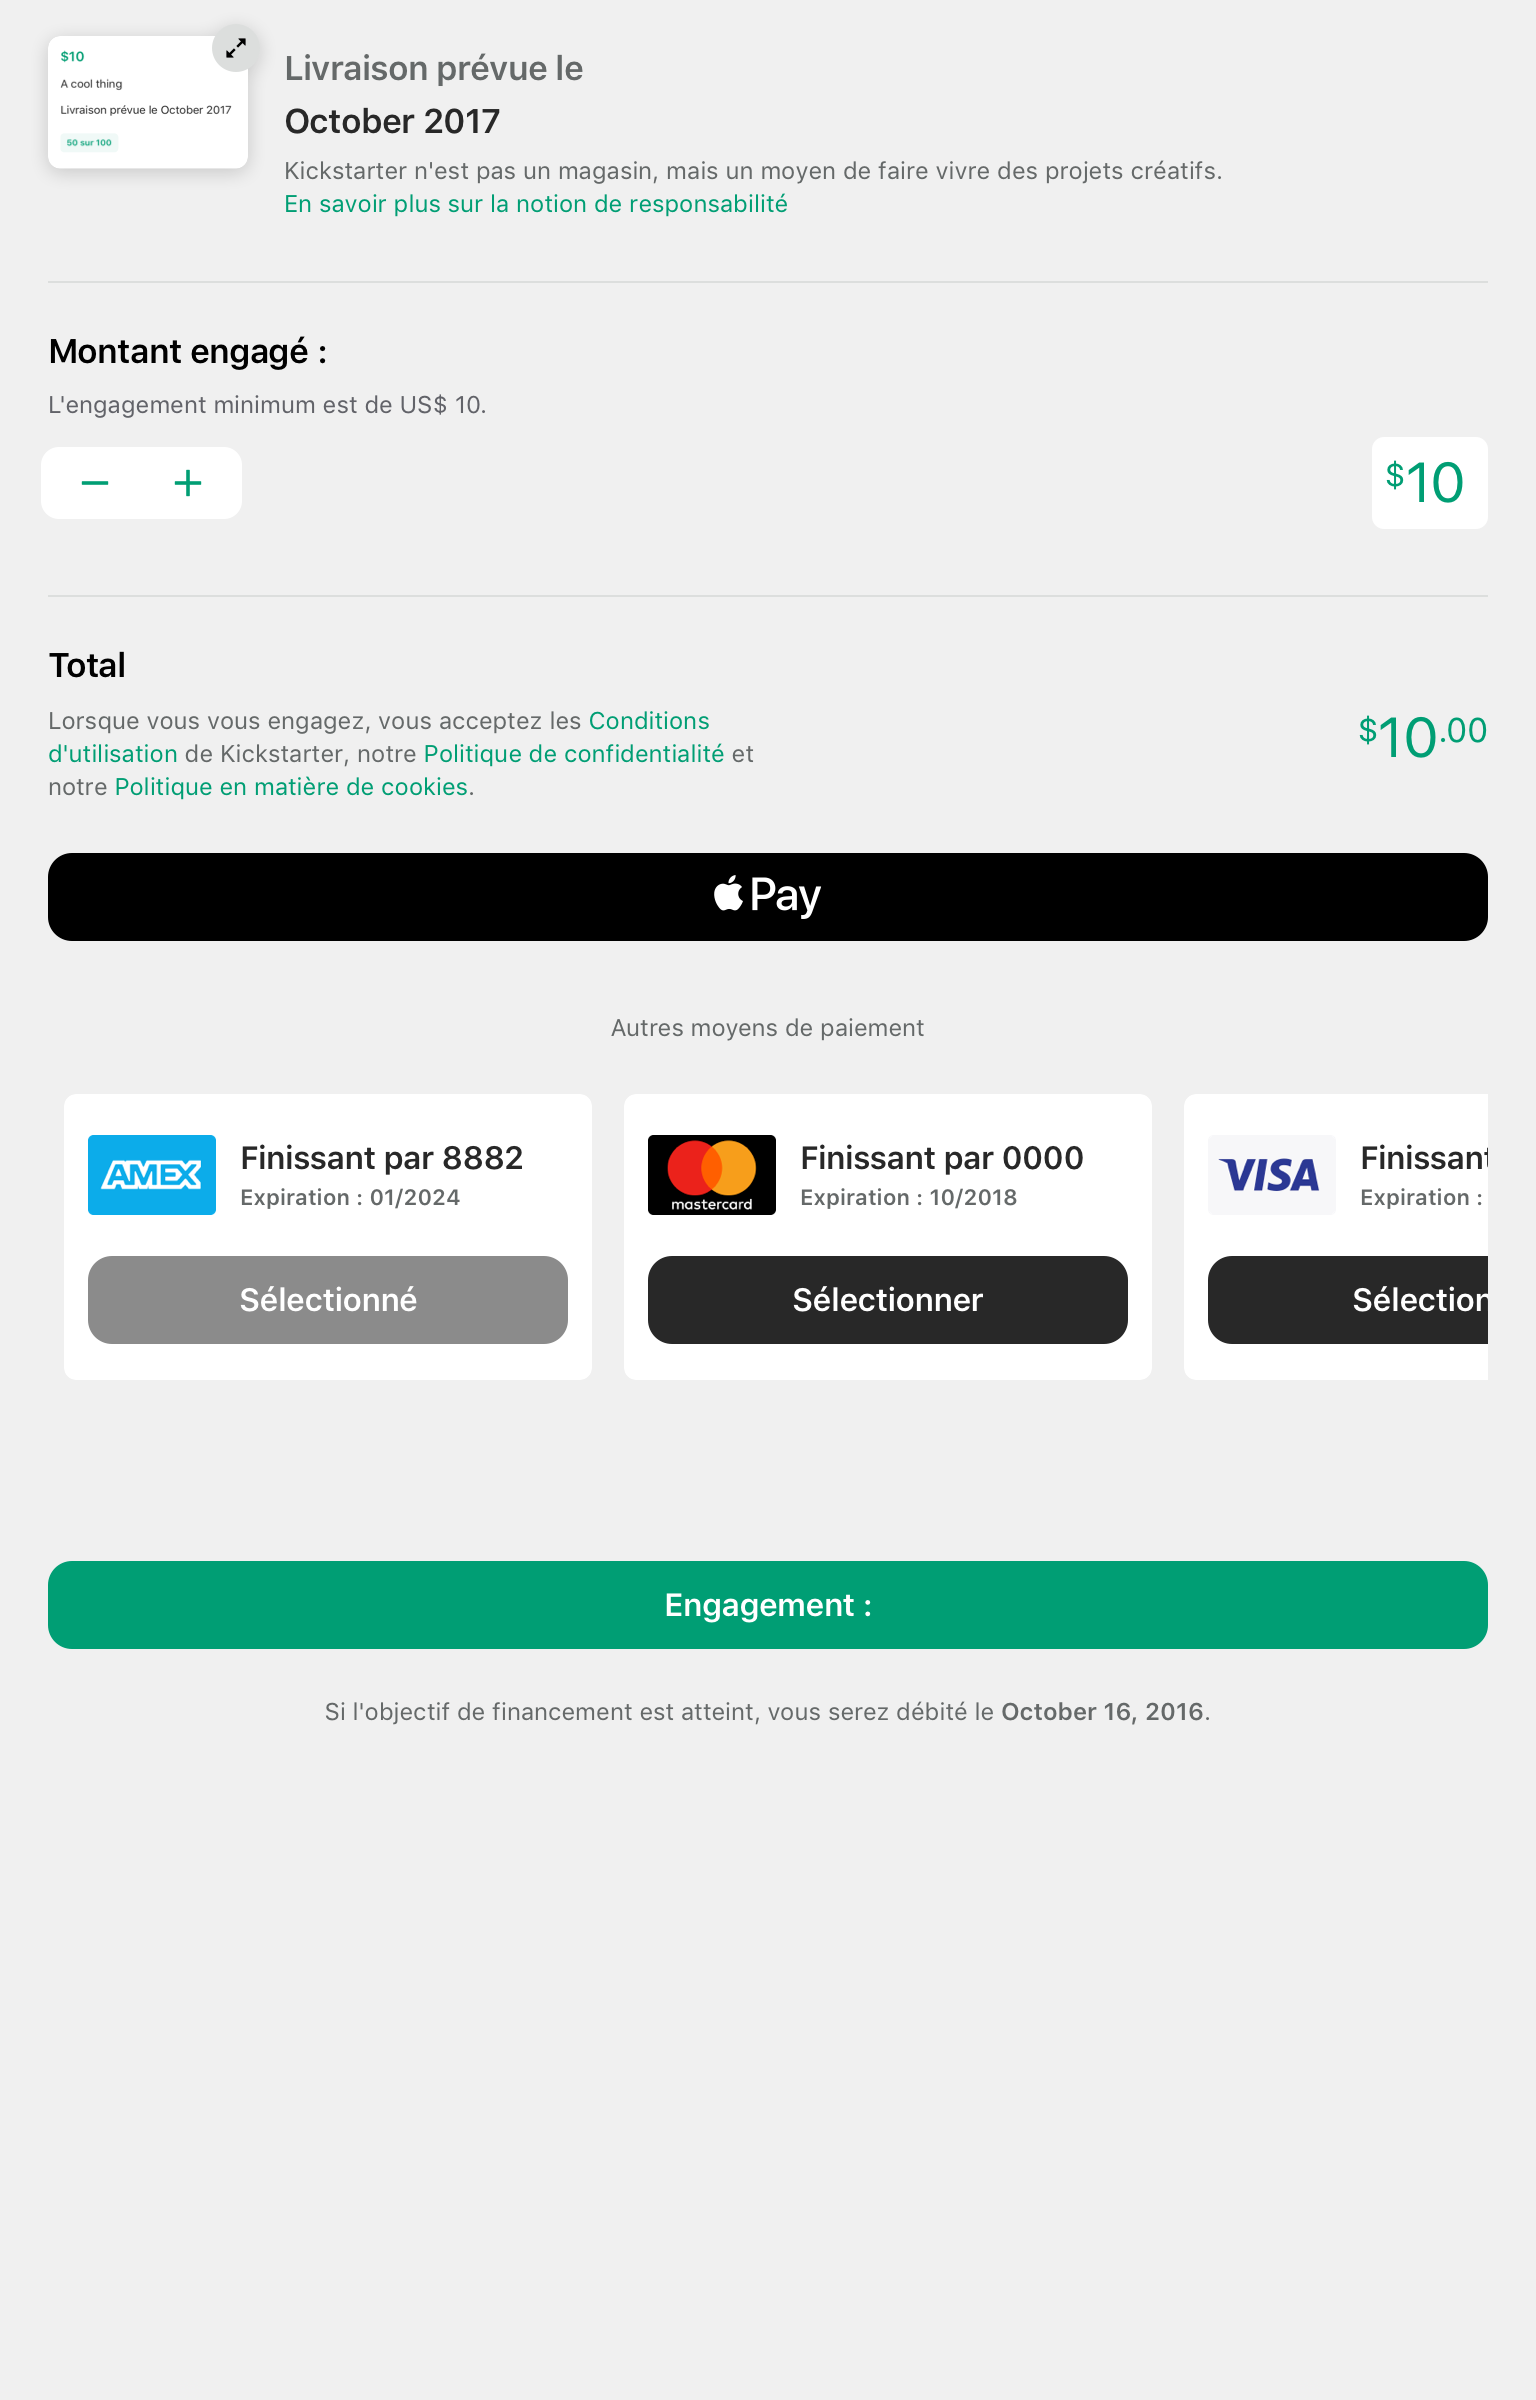 $10
A cool thing
Livraison prévue le October 2017
50 sur 100
Livraison prévue le
October 2017
Kickstarter n'est pas un magasin, mais un moyen de faire vivre des projets créatifs.
En savoir plus sur la notion de responsabilité
Montant engagé :
L'engagement minimum est de US$ 10.
− +
$10
Total
Lorsque vous vous engagez, vous acceptez les Conditions
d'utilisation de Kickstarter, notre Politique de confidentialité et
notre Politique en matière de cookies.
$10.00
Pay
Autres moyens de paiement
AMEX
Finissant par 8882
Expiration : 01/2024
Sélectionné
mastercard
Finissant par 0000
Expiration : 10/2018
Sélectionner
VISA
Finissant
Expiration :
Sélection
Engagement :
Si l'objectif de financement est atteint, vous serez débité le October 16, 2016.